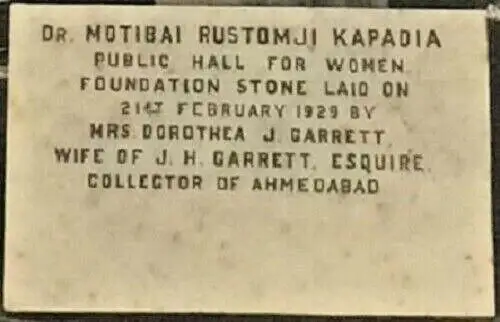 DR. MOTIBAI RUSTOMJI KAPADIA
PUBLIC HALL FOR WOMEN
FOUNDATION STONE LAID ON
21ST FEBRUARY 1929 BY
MRS. DOROTHEA J. GARRETT,
WIFE OF J. H. GARRETT, ESQUIRE,
COLLECTOR OF AHMEDABAD